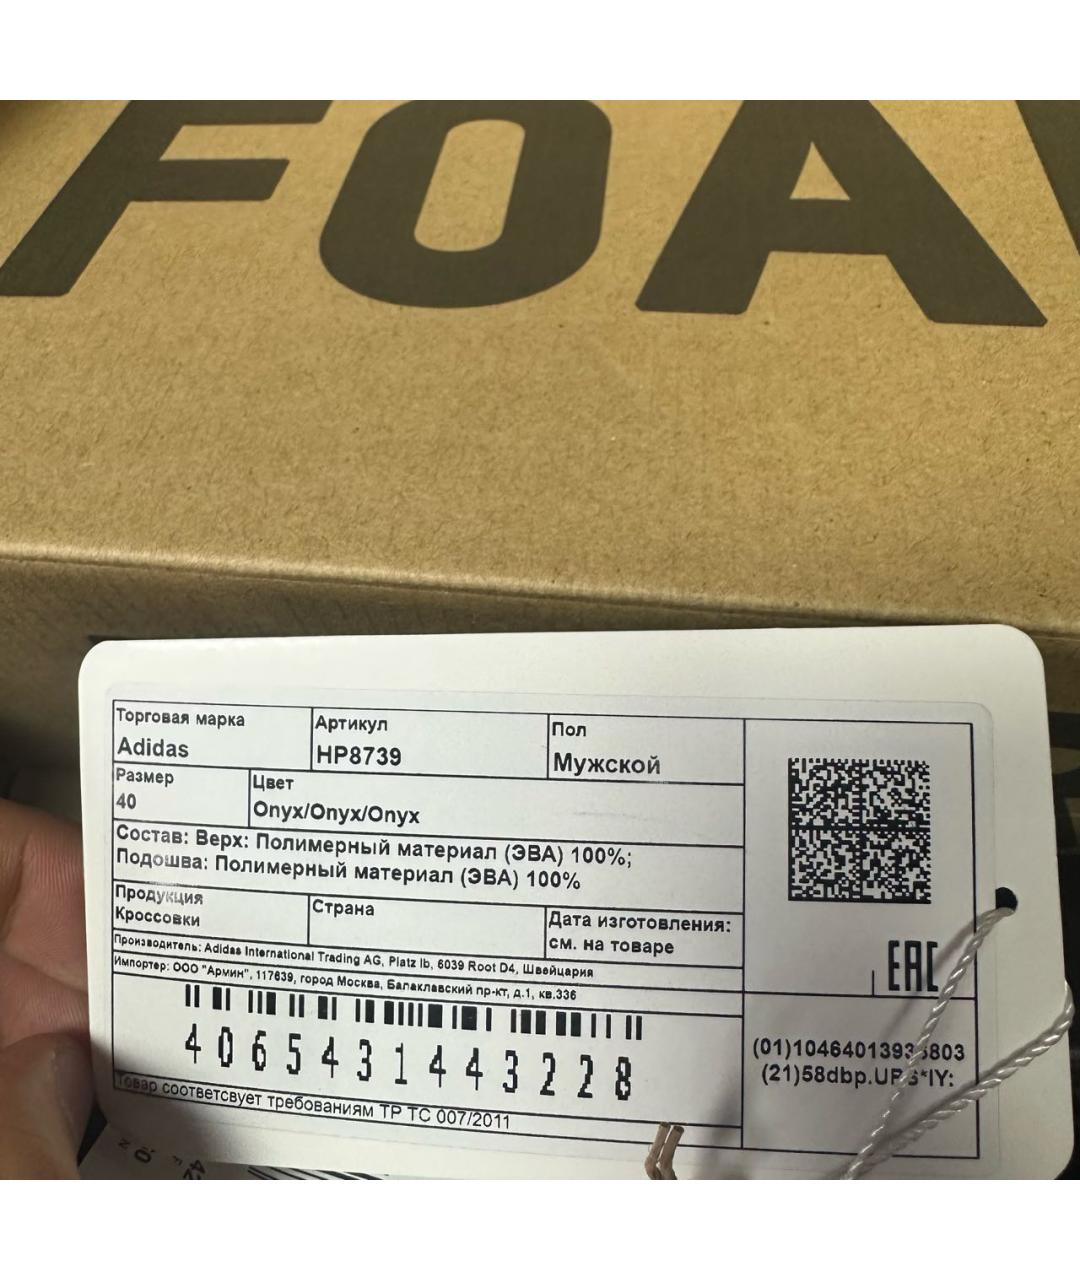 FOA
Торговая марка
Adidas
Артикул
HP8739
Пол
Мужской
Размер
40
Цвет
Onyx/Onyx/Onyx
Состав: Верх: Полимерный материал (ЭВА) 100%;
Подошва: Полимерный материал (ЭВА) 100%
Продукция
Кроссовки
Страна
Дата изготовления:
см. на товаре
Производитель: Adidas International Trading AG, Platz Ib, 6039 Root D4, Швейцария
Импортер: ООО "Армин", 117639, город Москва, Балаклавский пр-кт, д.1, кв.336
4065431443228
Товар соответсвует требованиям ТР ТС 007/2011
EAC